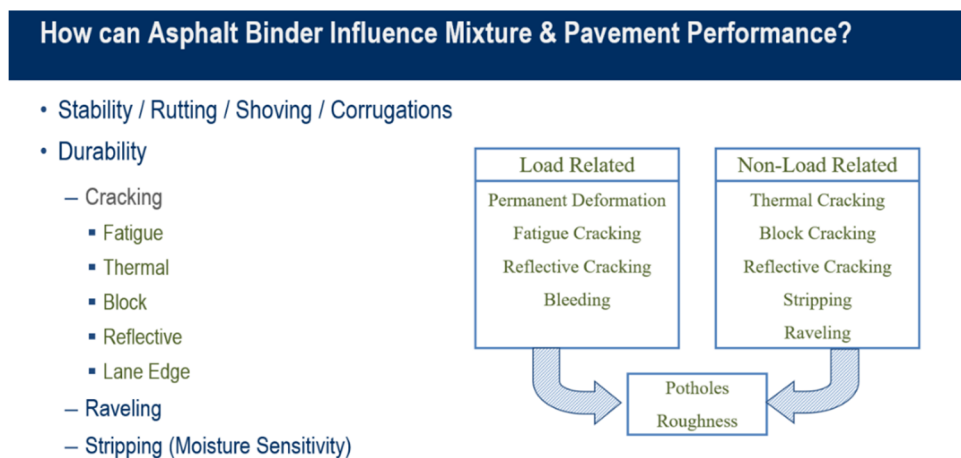 How can Asphalt Binder Influence Mixture & Pavement Performance?
• Stability / Rutting / Shoving / Corrugations
• Durability
– Cracking
▪ Fatigue
▪ Thermal
▪ Block
▪ Reflective
▪ Lane Edge
– Raveling
– Stripping (Moisture Sensitivity)
Load Related
Permanent Deformation
Fatigue Cracking
Reflective Cracking
Bleeding
Non-Load Related
Thermal Cracking
Block Cracking
Reflective Cracking
Stripping
Raveling
Potholes
Roughness